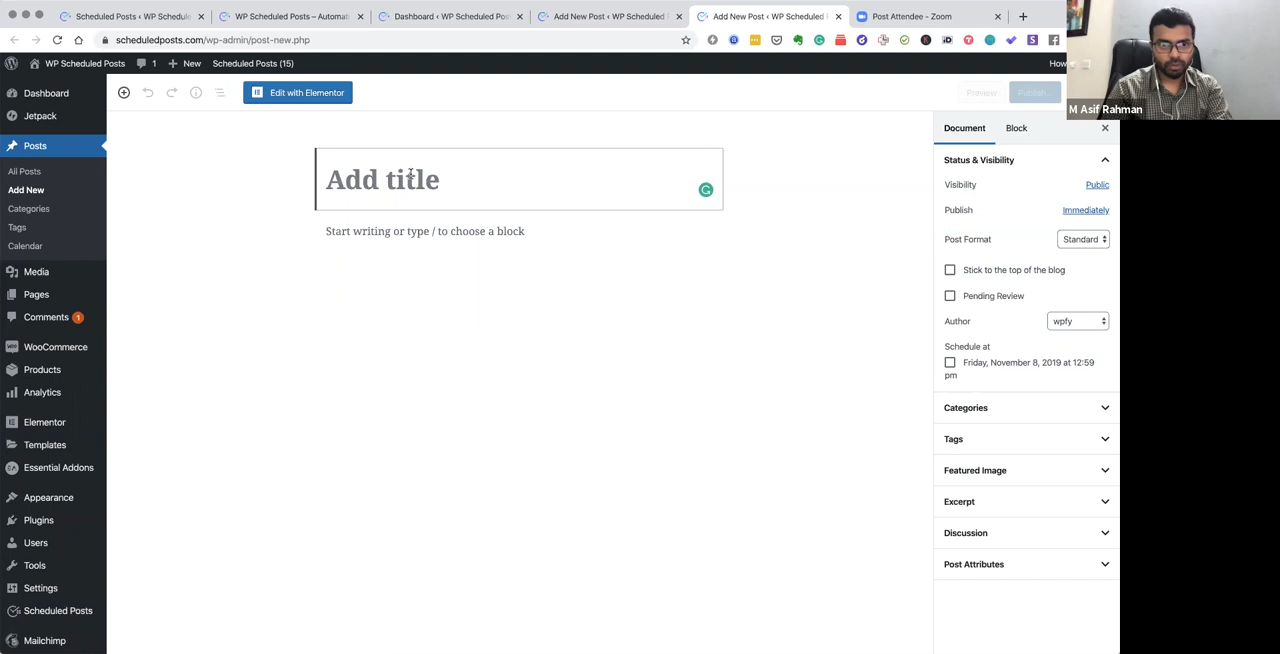 Scheduled Posts ‹ WP Schedule
WP Scheduled Posts – Automati
Dashboard ‹ WP Scheduled Po
Add New Post ‹ WP Scheduled
Add New Post ‹ WP Scheduled
Post Attendee - Zoom
scheduledposts.com/wp-admin/post-new.php
WP Scheduled Posts
1
New
Scheduled Posts (15)
How
M Asif Rahman
Dashboard
Jetpack
Posts
All Posts
Add New
Categories
Tags
Calendar
Media
Pages
Comments 1
WooCommerce
Products
Analytics
Elementor
Templates
Essential Addons
Appearance
Plugins
Users
Tools
Settings
Scheduled Posts
Mailchimp
Edit with Elementor
Preview
Publish...
Add title
Start writing or type / to choose a block
Document
Block
Status & Visibility
Visibility
Public
Publish
Immediately
Post Format
Standard
Stick to the top of the blog
Pending Review
Author
wpfy
Schedule at
Friday, November 8, 2019 at 12:59
pm
Categories
Tags
Featured Image
Excerpt
Discussion
Post Attributes